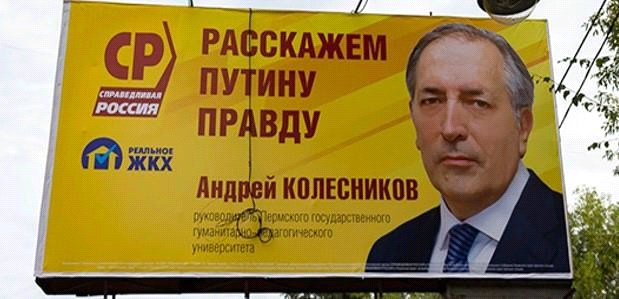 СР
СПРАВЕДЛИВАЯ
РОССИЯ
РЕАЛЬНОЕ
ЖКХ
РАССКАЖЕМ
ПУТИНУ
ПРАВДУ
Андрей КОЛЕСНИКОВ
руководитель Пермского государственного
гуманитарно-педагогического
университета